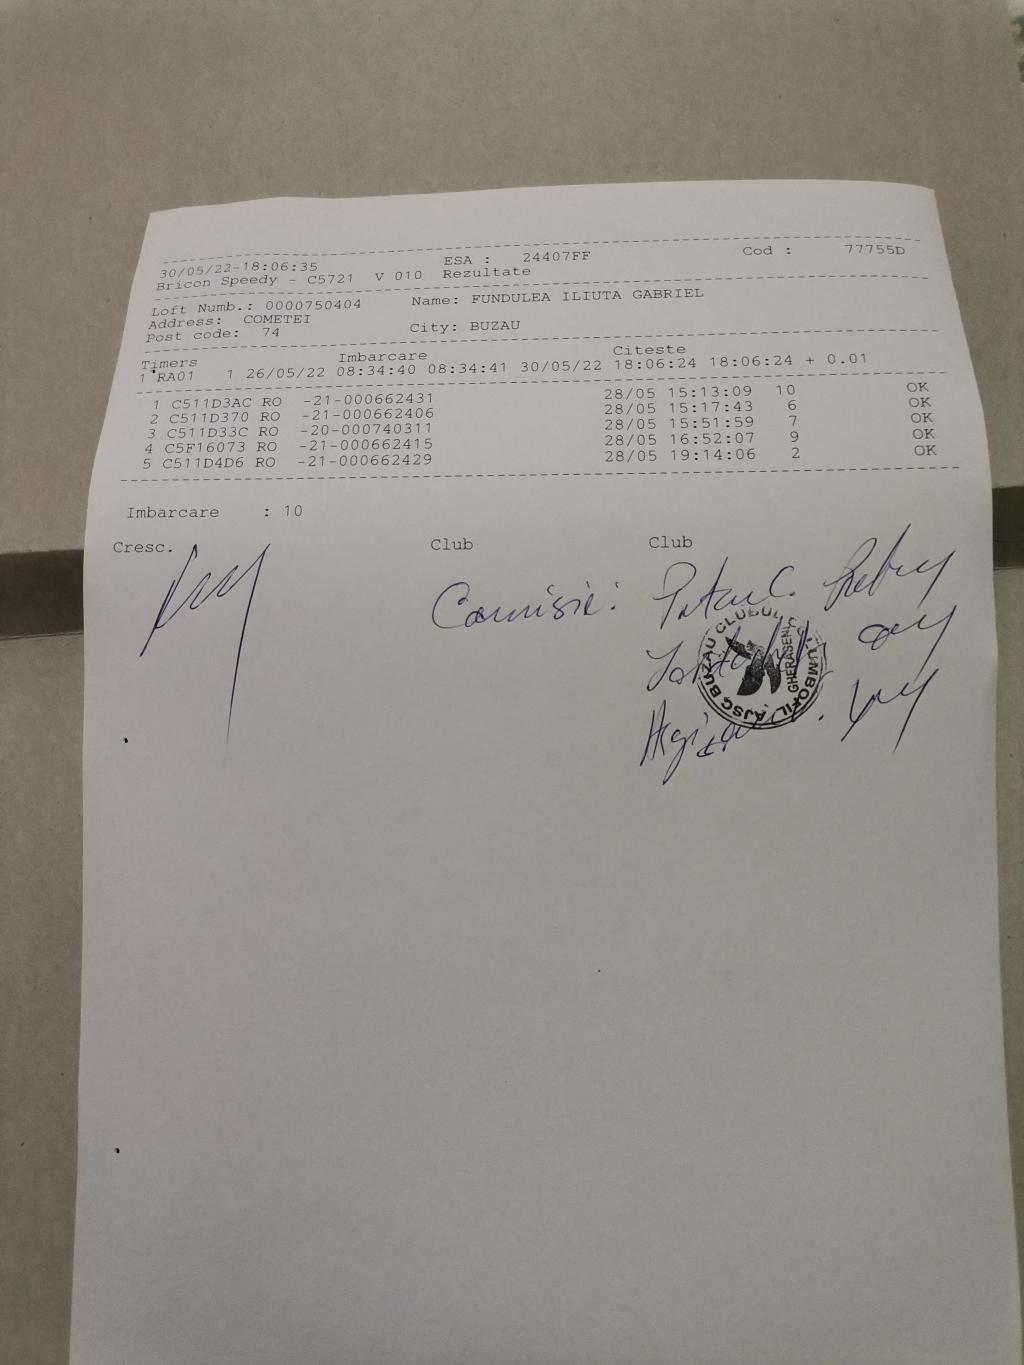 30/05/22-18:06:35 ESA : 24407FF Cod : 77755D
Bricon Speedy - C5721 V 010 Rezultate
Loft Numb.: 0000750404 Name: FUNDULEA ILIUTA GABRIEL
Address: COMETEI
Post code: 74 City: BUZAU
Timers Imbarcare Citeste
1 RA01 1 26/05/22 08:34:40 08:34:41 30/05/22 18:06:24 18:06:24 + 0.01
1 C511D3AC RO -21-000662431 28/05 15:13:09 10 OK
2 C511D370 RO -21-000662406 28/05 15:17:43 6 OK
3 C511D33C RO -20-000740311 28/05 15:51:59 7 OK
4 C5F16073 RO -21-000662415 28/05 16:52:07 9 OK
5 C511D4D6 RO -21-000662429 28/05 19:14:06 2 OK
Imbarcare : 10
Cresc. Club Club
Comisie:
AJSC BUZAU CLUBUL COLUMBOFIL
GHERASENI